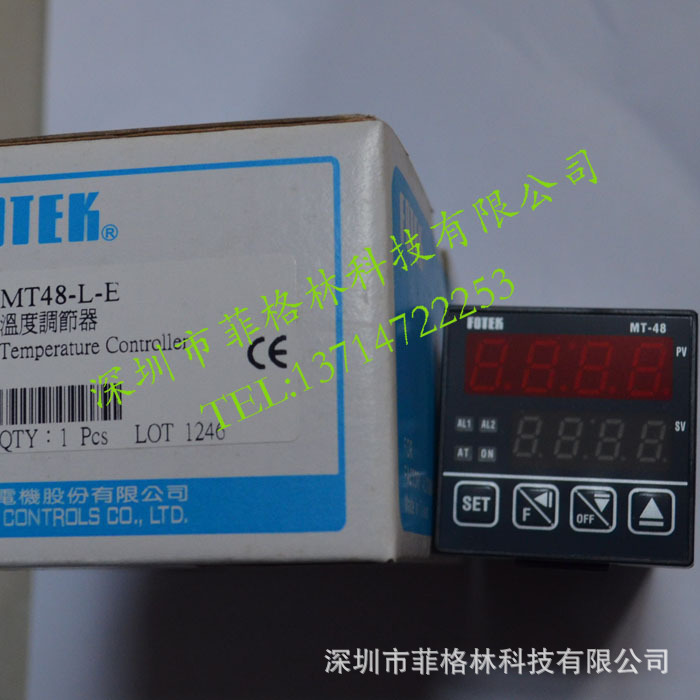 FOTEK®
MT48-L-E
溫度調節器
Temperature Controller
CE
QTY : 1 Pcs LOT 1246
電機股份有限公司
CONTROLS CO., LTD.
FOTEK
MT-48
PV
AL1 AL2
SV
AT ON
SET
F
OFF
深圳市菲格林科技有限公司
TEL:13714722253
深圳市菲格林科技有限公司